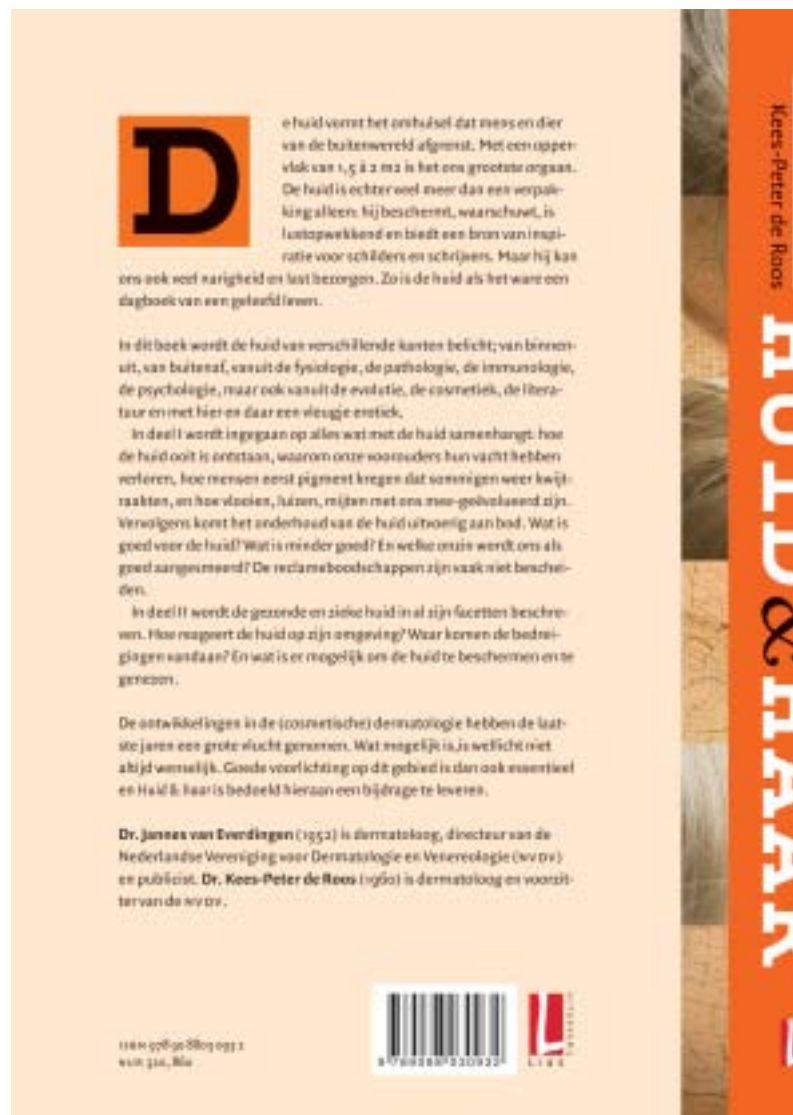 De huid vormt het omhulsel dat mens en dier
van de buitenwereld afgrenst. Met een opper-
vlak van 1,5 à 2 m2 is het ons grootste orgaan.
De huid is echter veel meer dan een verpak-
king alleen: hij beschermt, waarschuwt, is
lustopwekkend en biedt een bron van inspi-
ratie voor schilders en schrijvers. Maar hij kan
ons ook veel narigheid en last bezorgen. Zo is de huid als het ware een
dagboek van een geleefd leven.
In dit boek wordt de huid van verschillende kanten belicht; van binnen-
uit, van buitenaf, vanuit de fysiologie, de pathologie, de immunologie,
de psychologie, maar ook vanuit de evolutie, de cosmetiek, de litera-
tuur en met hier en daar een vleugje erotiek.
In deel I wordt ingegaan op alles wat met de huid samenhangt: hoe
de huid ooit is ontstaan, waarom onze voorouders hun vacht hebben
verloren, hoe mensen eerst pigment kregen dat sommigen weer kwijt-
raakten, en hoe vlooien, luizen, mijten met ons mee-geëvolueerd zijn.
Vervolgens komt het onderhoud van de huid uitvoerig aan bod. Wat is
goed voor de huid? Wat is minder goed? En welke onzin wordt ons als
goed aangesmeerd? De reclameboodschappen zijn vaak niet beschei-
den.
In deel II wordt de gezonde en zieke huid in al zijn facetten beschre-
ven. Hoe reageert de huid op zijn omgeving? Waar komen de bedrei-
gingen vandaan? En wat is er mogelijk om de huid te beschermen en te
genezen.
De ontwikkelingen in de (cosmetische) dermatologie hebben de laat-
ste jaren een grote vlucht genomen. Wat mogelijk is, is wellicht niet
altijd wenselijk. Goede voorlichting op dit gebied is dan ook essentieel
en Huid & haar is bedoeld hieraan een bijdrage te leveren.
Dr. Jannes van Everdingen (1952) is dermatoloog, directeur van de
Nederlandse Vereniging voor Dermatologie en Venereologie (NVDV)
en publicist. Dr. Kees-Peter de Roos (1960) is dermatoloog en voorzit-
ter van de NVDV.
ISBN 978 90 8803 093 2
NUR 320, 860
9 789088 030932
LIAS
Kees-Peter de Roos
HUID & HAAR